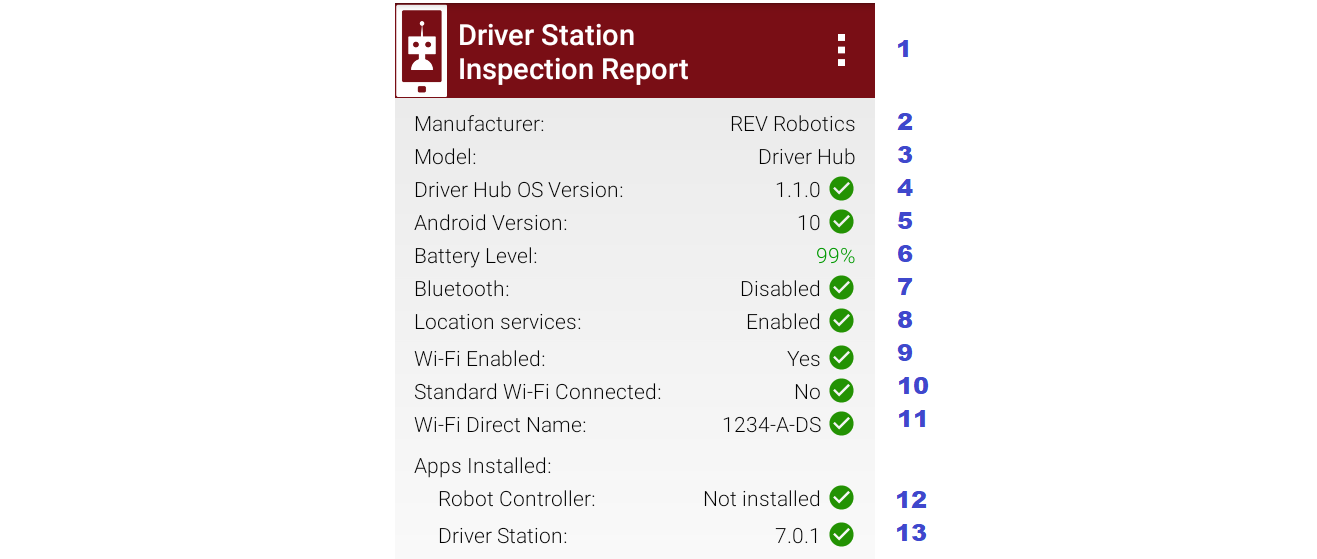 Driver Station
Inspection Report 1
Manufacturer: REV Robotics 2
Model: Driver Hub 3
Driver Hub OS Version: 1.1.0 4
Android Version: 10 5
Battery Level: 99% 6
Bluetooth: Disabled 7
Location services: Enabled 8
Wi-Fi Enabled: Yes 9
Standard Wi-Fi Connected: No 10
Wi-Fi Direct Name: 1234-A-DS 11
Apps Installed:
Robot Controller: Not installed 12
Driver Station: 7.0.1 13